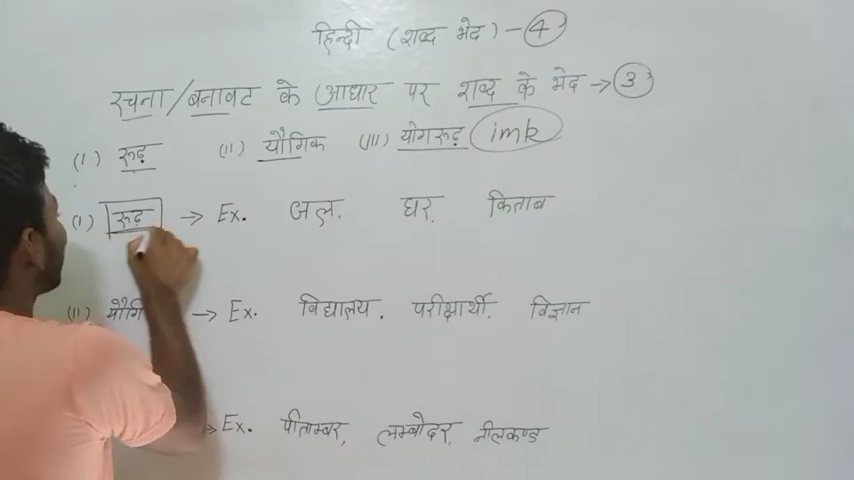 हिन्दी (शब्द भेद) - 4
रचना/बनावट के आधार पर शब्द के भेद → 3
(I) रूढ़ (II) यौगिक (III) योगरूढ़ imk
(I) रूढ़ → Ex. जल. घर. किताब
(II) यौगि → Ex. विद्यालय. परीक्षार्थी. विज्ञान
→ Ex. पीताम्बर, लम्बोदर, नीलकण्ड